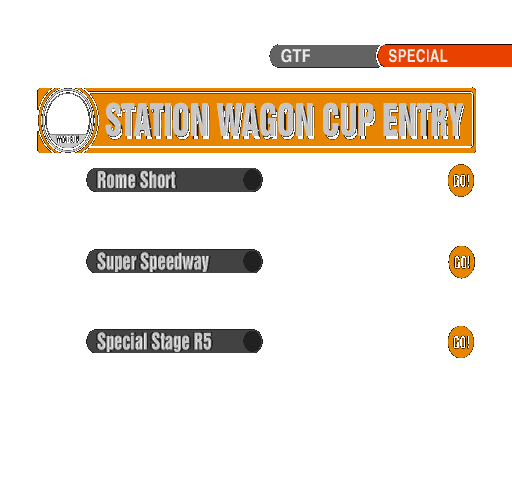 GTF SPECIAL
STATION WAGON CUP ENTRY
Rome Short GO!
Super Speedway GO!
Special Stage R5 GO!